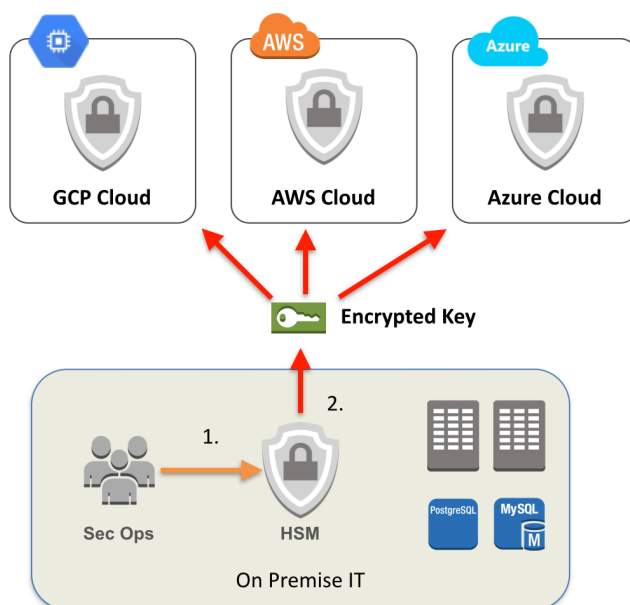 AWS
Azure
GCP Cloud
AWS Cloud
Azure Cloud
Encrypted Key
2.
1.
Sec Ops
HSM
PostgreSQL
MySQL
M
On Premise IT